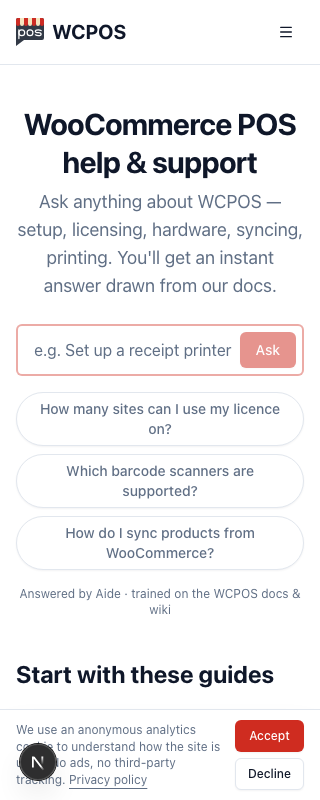 pos WCPOS
WooCommerce POS
help & support
Ask anything about WCPOS —
setup, licensing, hardware, syncing,
printing. You'll get an instant
answer drawn from our docs.
e.g. Set up a receipt printer Ask
How many sites can I use my licence
on?
Which barcode scanners are
supported?
How do I sync products from
WooCommerce?
Answered by Aide · trained on the WCPOS docs &
wiki
Start with these guides
We use an anonymous analytics
to understand how the site is
no ads, no third-party
Privacy policy
Accept
Decline
N